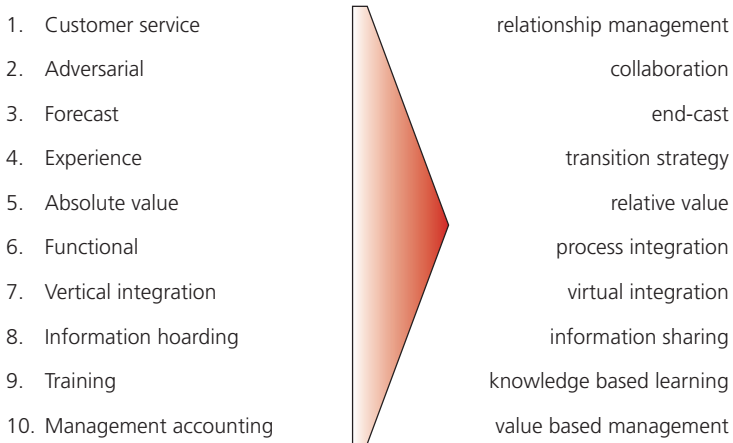 1. Customer service relationship management
2. Adversarial collaboration
3. Forecast end-cast
4. Experience transition strategy
5. Absolute value relative value
6. Functional process integration
7. Vertical integration virtual integration
8. Information hoarding information sharing
9. Training knowledge based learning
10. Management accounting value based management